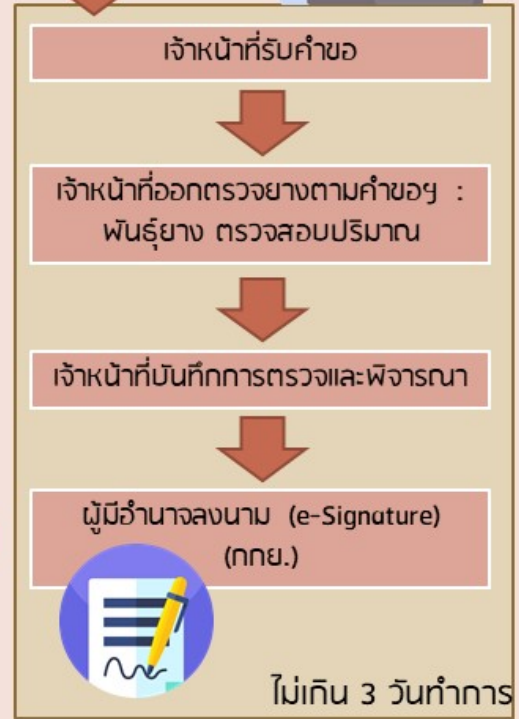 เจ้าหน้าที่รับคำขอ
เจ้าหน้าที่ออกตรวจยางตามคำขอฯ :
พันธุ์ยาง ตรวจสอบปริมาณ
เจ้าหน้าที่บันทึกการตรวจและพิจารณา
ผู้มีอำนาจลงนาม (e-Signature)
(กกย.)
ไม่เกิน 3 วันทำการ